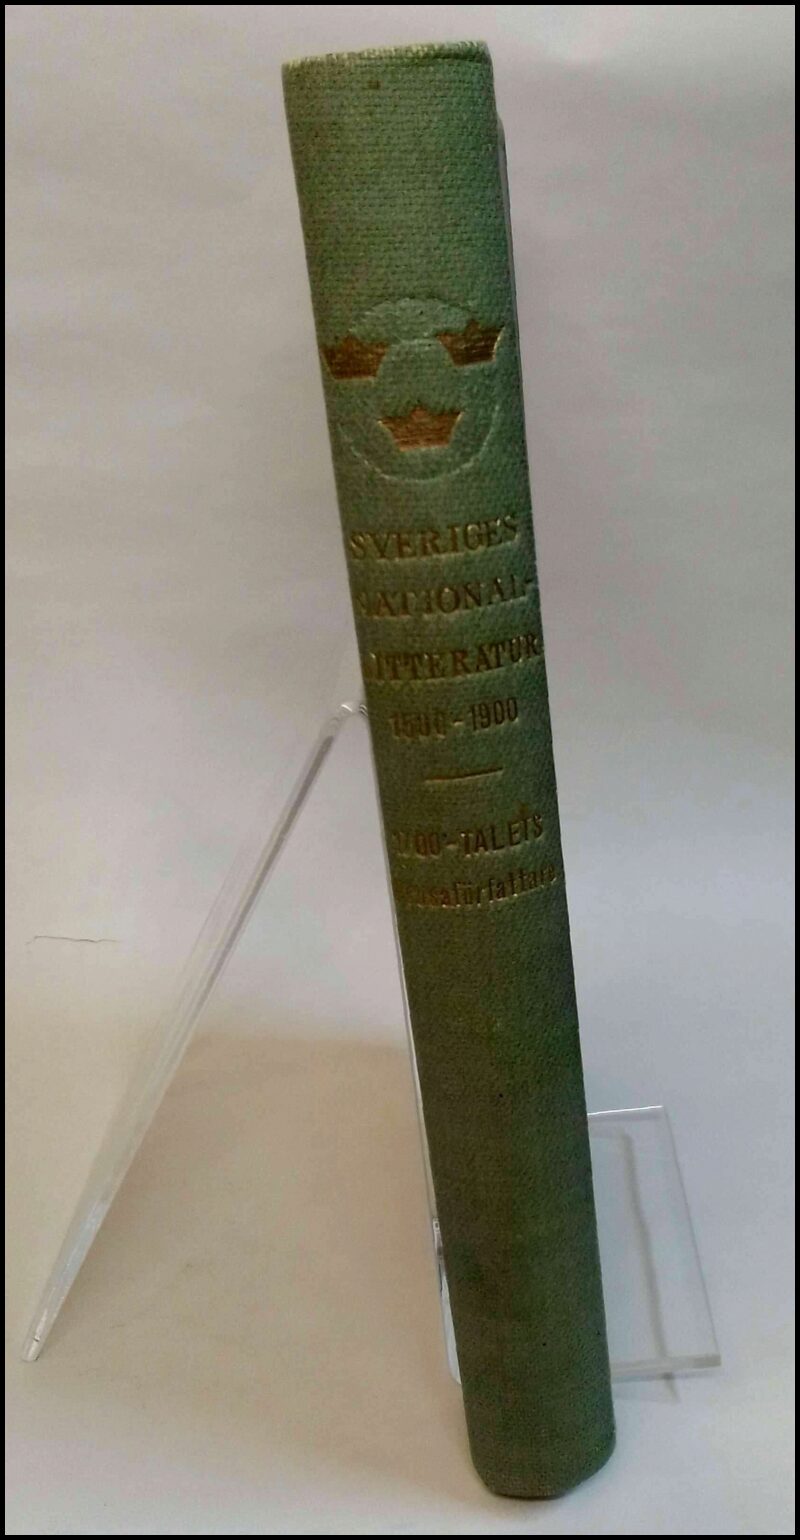 SVERIGES
NATIONAL-
LITTERATUR
1500-1900
1700-TALETS
Prosaförfattare